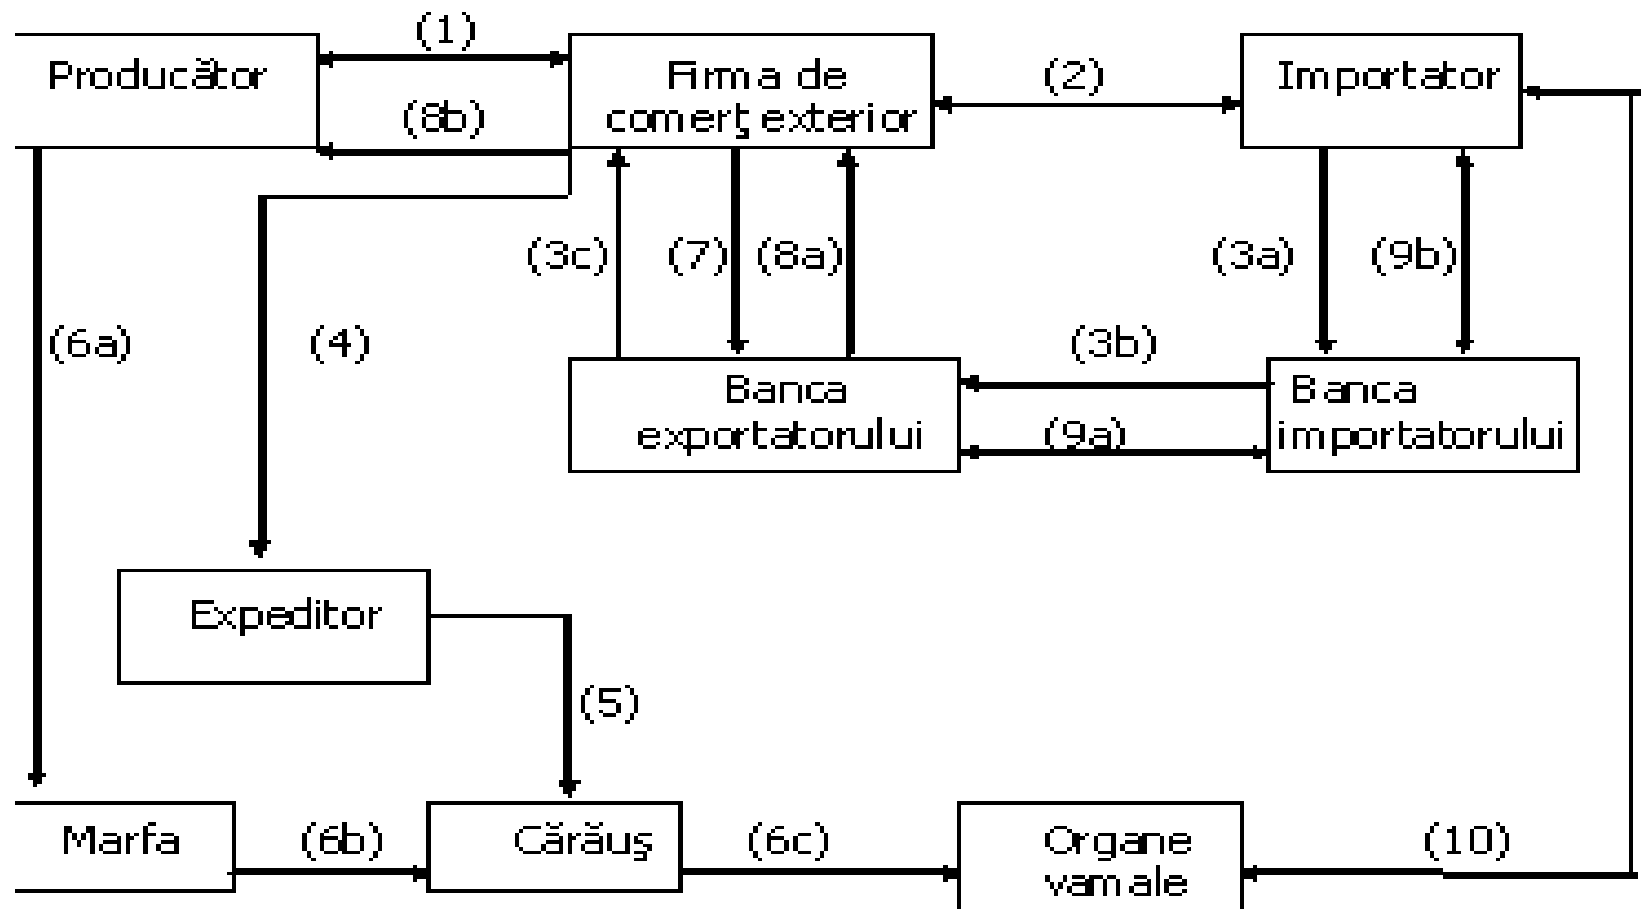 (1)
Producător
Firma de
comerţ exterior
(2)
Importator
(8b)
(3c)
(7)
(8a)
(3a)
(9b)
(6a)
(4)
(3b)
Banca
exportatorului
(9a)
Banca
importatorului
Expeditor
(5)
Marfa
(6b)
Cărăuş
(6c)
Organe
vamale
(10)